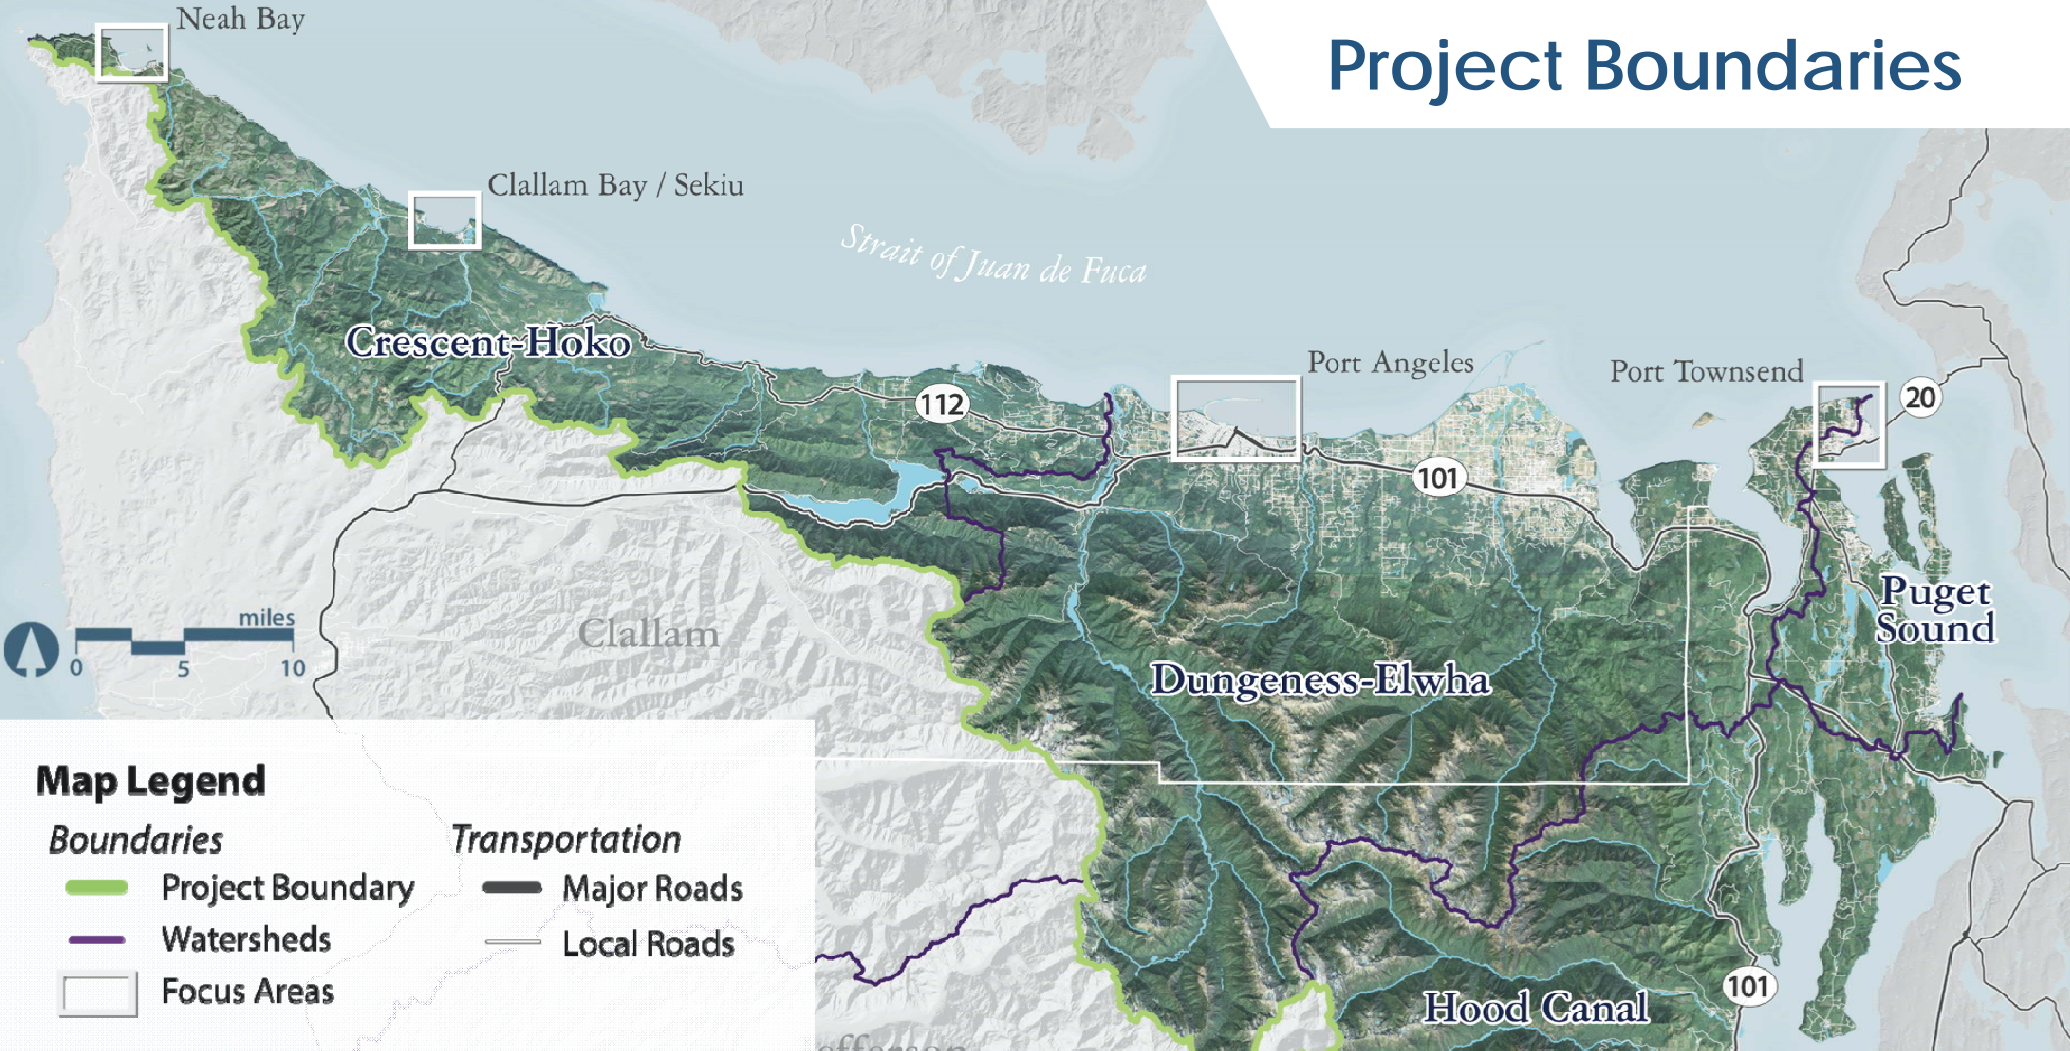 Neah Bay
Project Boundaries
Clallam Bay / Sekiu
Strait of Juan de Fuca
Crescent-Hoko
Port Angeles
Port Townsend
112
20
101
Puget
Sound
miles
0 5 10
Clallam
Dungeness-Elwha
Map Legend
Boundaries
Transportation
Project Boundary
Major Roads
Watersheds
Local Roads
Focus Areas
101
Hood Canal